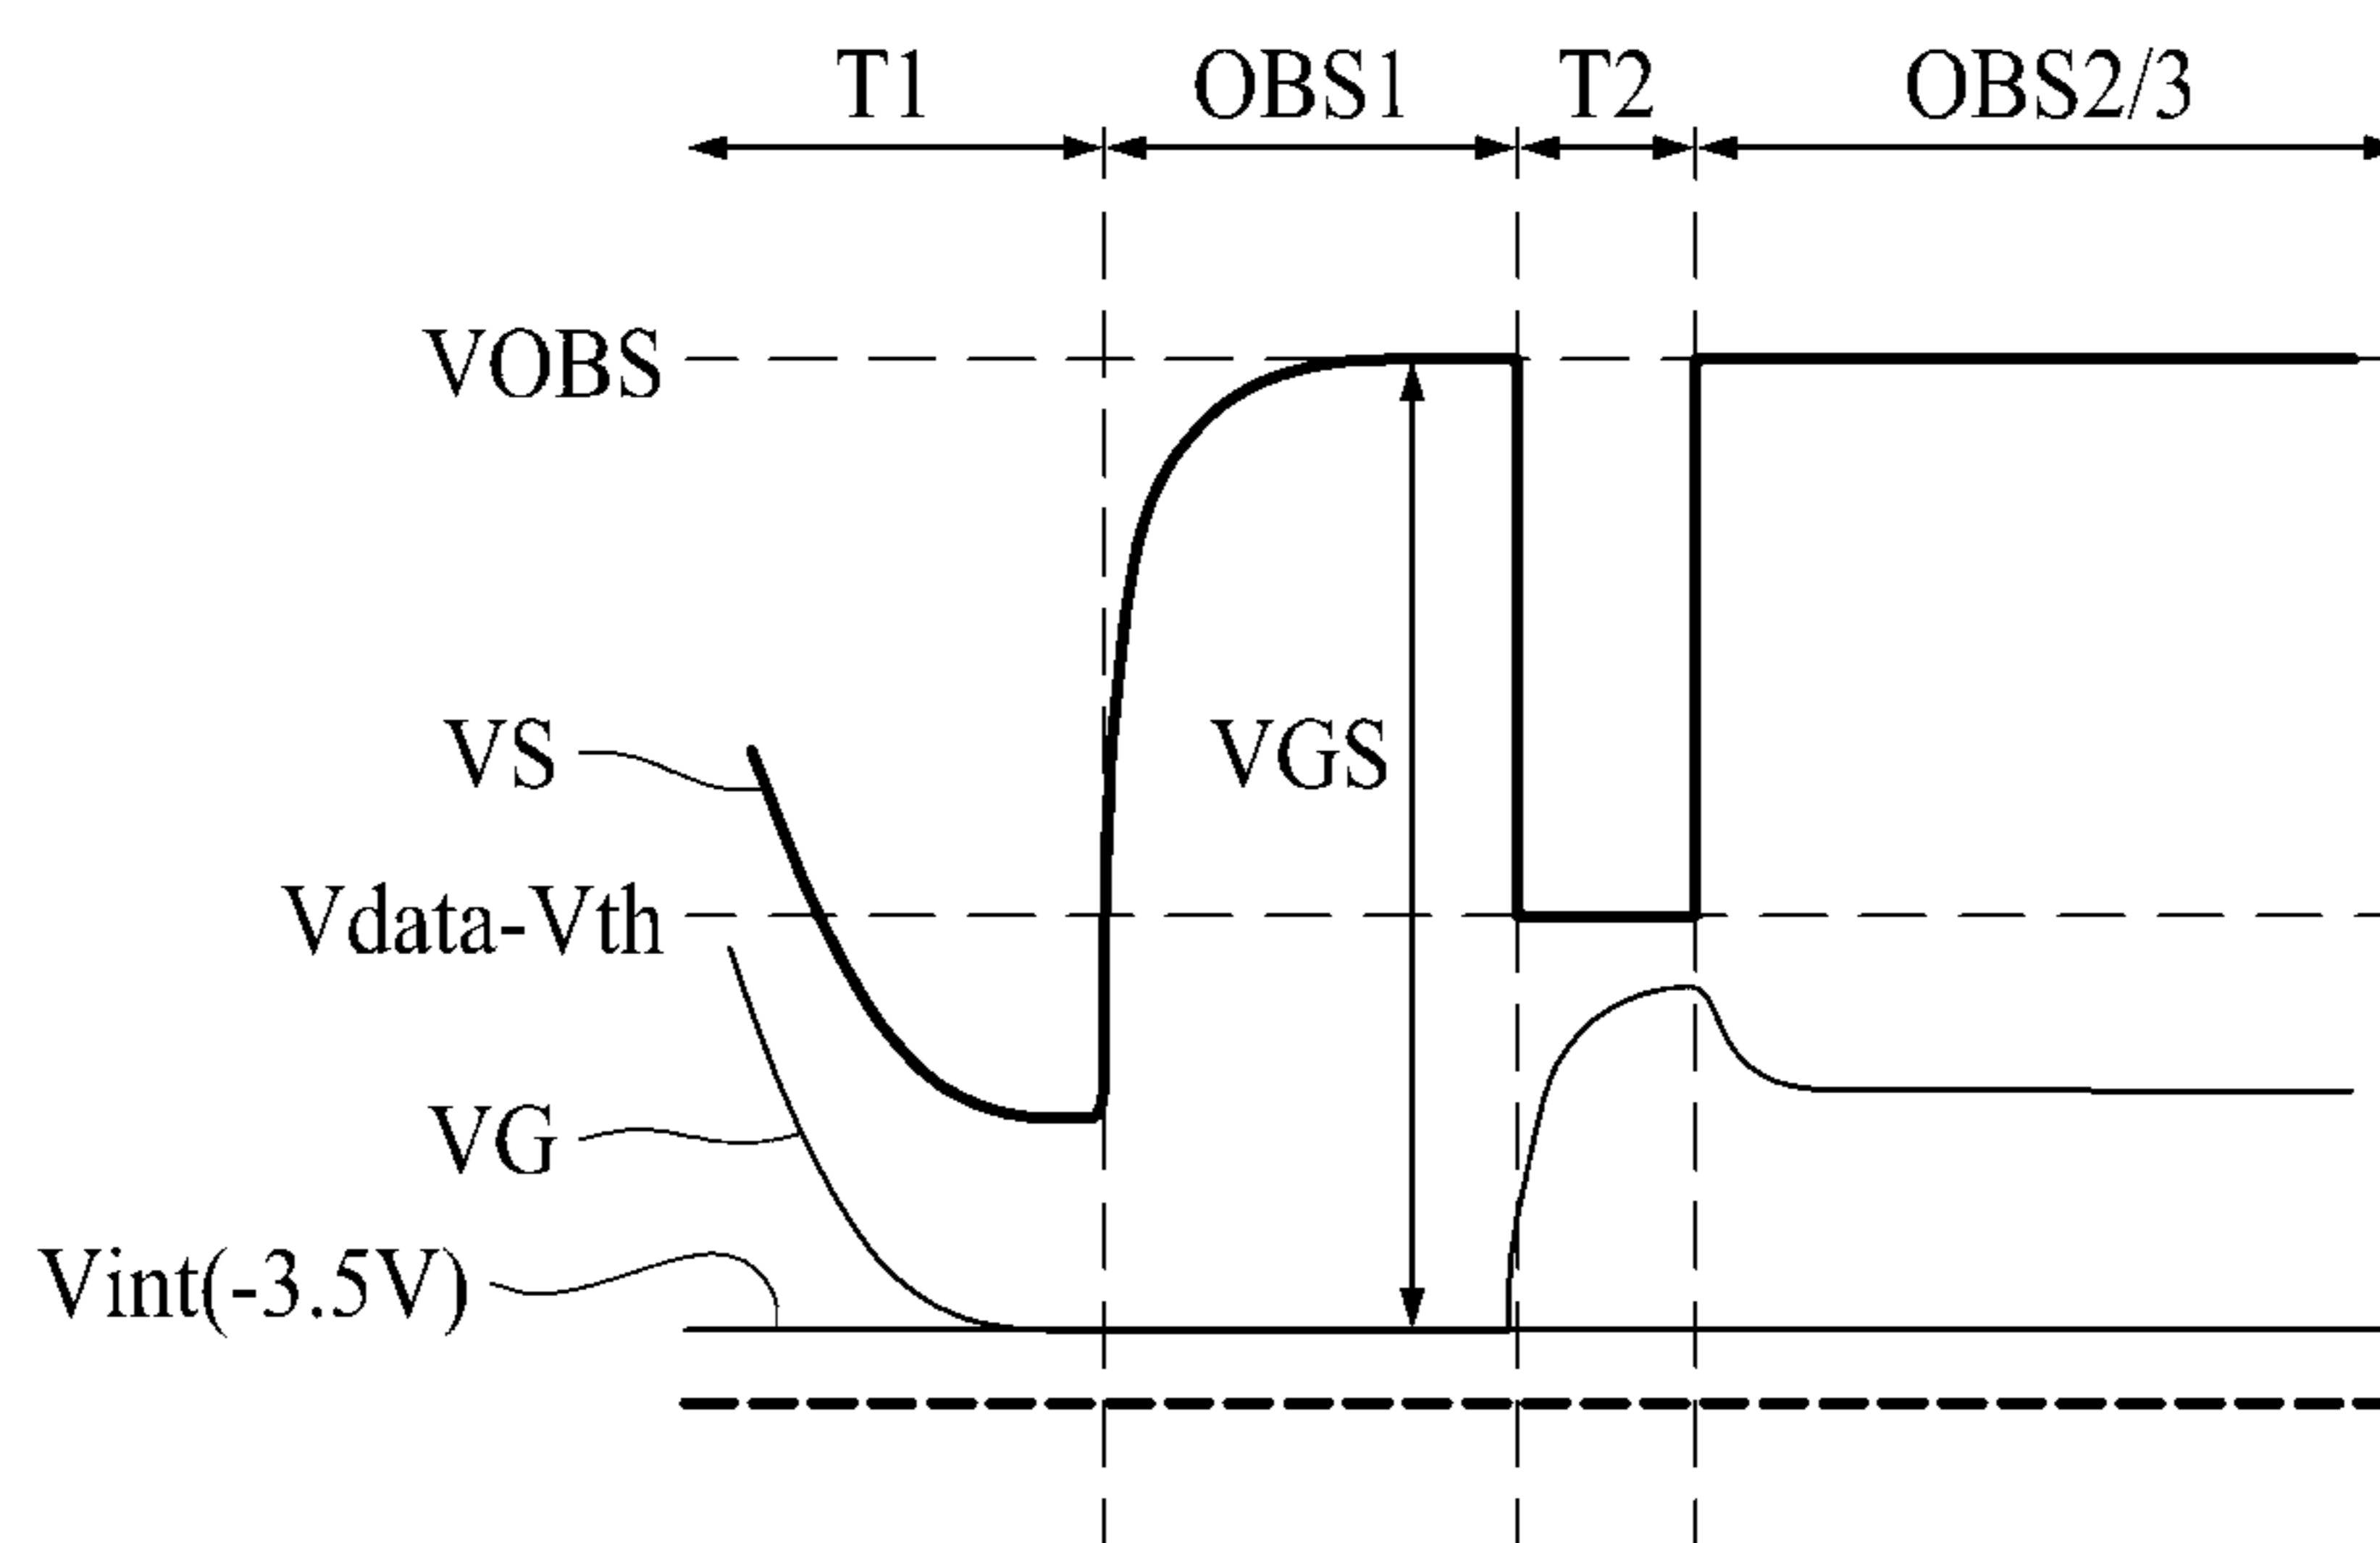 T1 OBS1 T2 OBS2/3
VOBS
VS VGS
Vdata-Vth
VG
Vint(-3.5V)